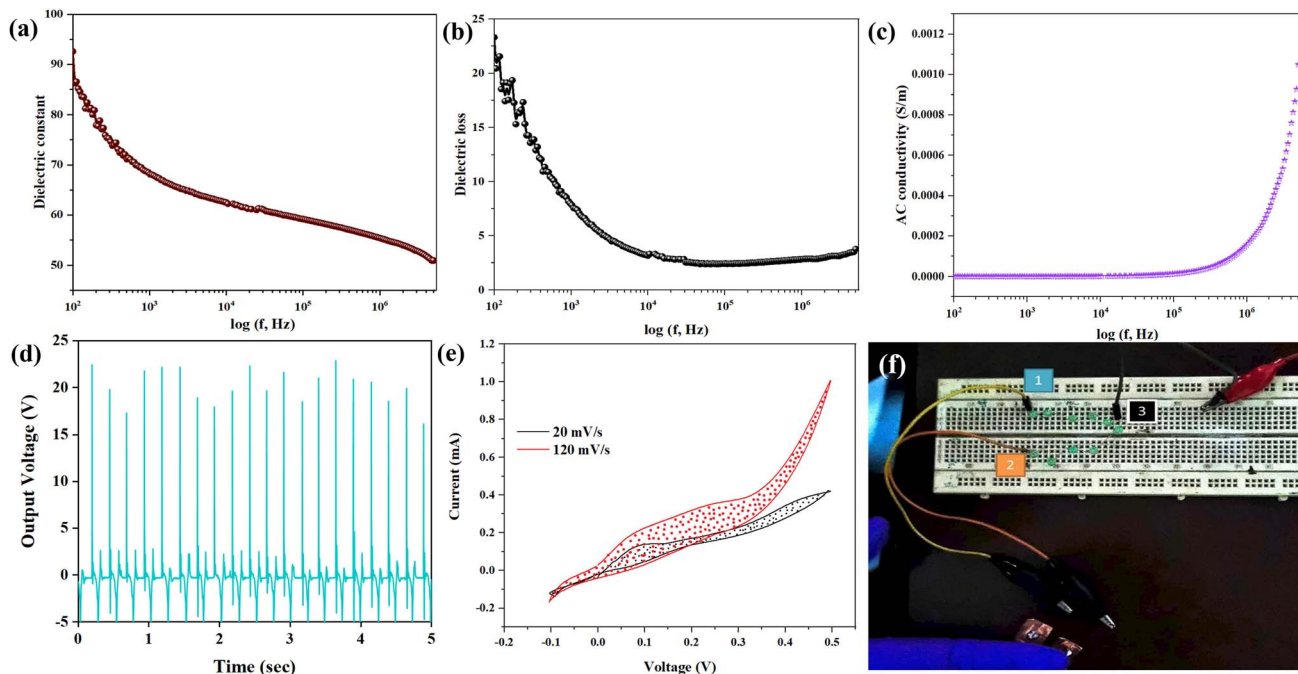 (a)
100
90
80
70
60
50
Dielectric constant
10² 10³ 10⁴ 10⁵ 10⁶
log (f, Hz)
(b)
25
20
15
10
5
0
Dielectric loss
10² 10³ 10⁴ 10⁵ 10⁶
log (f, Hz)
(c)
0.0012
0.0010
0.0008
0.0006
0.0004
0.0002
0.0000
AC conductivity (S/m)
10² 10³ 10⁴ 10⁵ 10⁶
log (f, Hz)
(d)
25
20
15
10
5
0
-5
Output Voltage (V)
0 1 2 3 4 5
Time (sec)
(e)
1.2
1.0
0.8
0.6
0.4
0.2
0.0
-0.2
Current (mA)
20 mV/s
120 mV/s
-0.2 -0.1 0.0 0.1 0.2 0.3 0.4 0.5
Voltage (V)
(f)
1
2
3